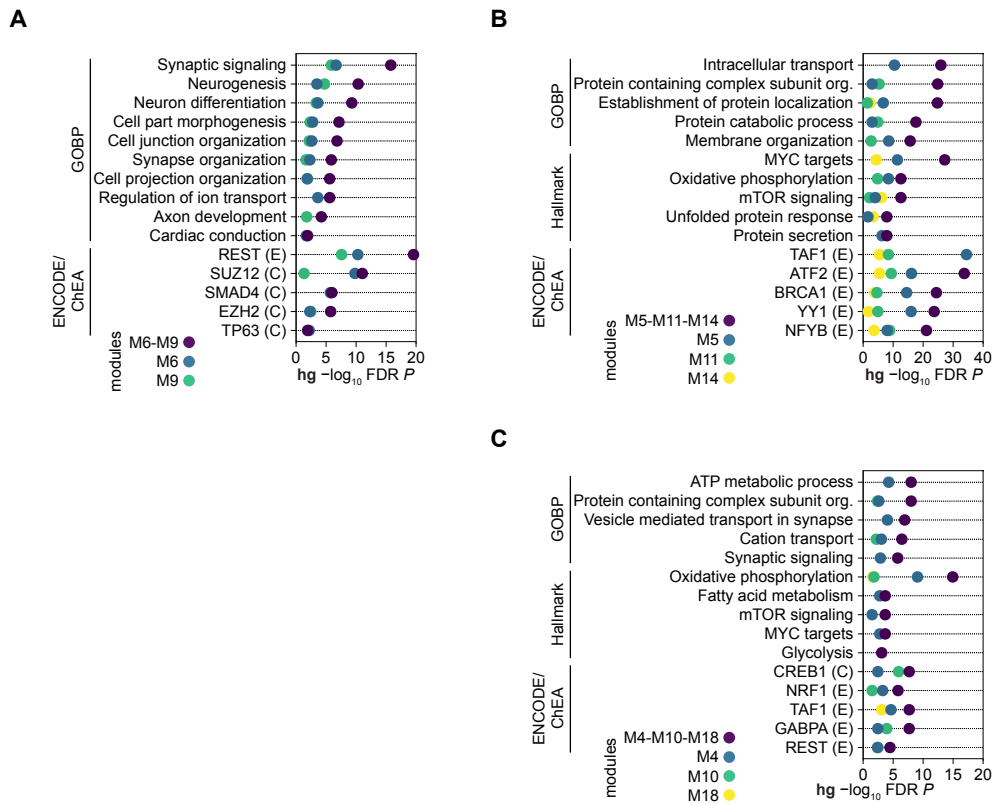 A
GOBP
Synaptic signaling
Neurogenesis
Neuron differentiation
Cell part morphogenesis
Cell junction organization
Synapse organization
Cell projection organization
Regulation of ion transport
Axon development
Cardiac conduction
ENCODE/
ChEA
REST (E)
SUZ12 (C)
SMAD4 (C)
EZH2 (C)
TP63 (C)
0 5 10 15 20
hg −log10 FDR P
modules
M6-M9
M6
M9
B
GOBP
Intracellular transport
Protein containing complex subunit org.
Establishment of protein localization
Protein catabolic process
Membrane organization
Hallmark
MYC targets
Oxidative phosphorylation
mTOR signaling
Unfolded protein response
Protein secretion
ENCODE/
ChEA
TAF1 (E)
ATF2 (E)
BRCA1 (E)
YY1 (E)
NFYB (E)
0 10 20 30 40
hg −log10 FDR P
modules
M5-M11-M14
M5
M11
M14
C
GOBP
ATP metabolic process
Protein containing complex subunit org.
Vesicle mediated transport in synapse
Cation transport
Synaptic signaling
Hallmark
Oxidative phosphorylation
Fatty acid metabolism
mTOR signaling
MYC targets
Glycolysis
ENCODE/
ChEA
CREB1 (C)
NRF1 (E)
TAF1 (E)
GABPA (E)
REST (E)
0 5 10 15 20
hg −log10 FDR P
modules
M4-M10-M18
M4
M10
M18